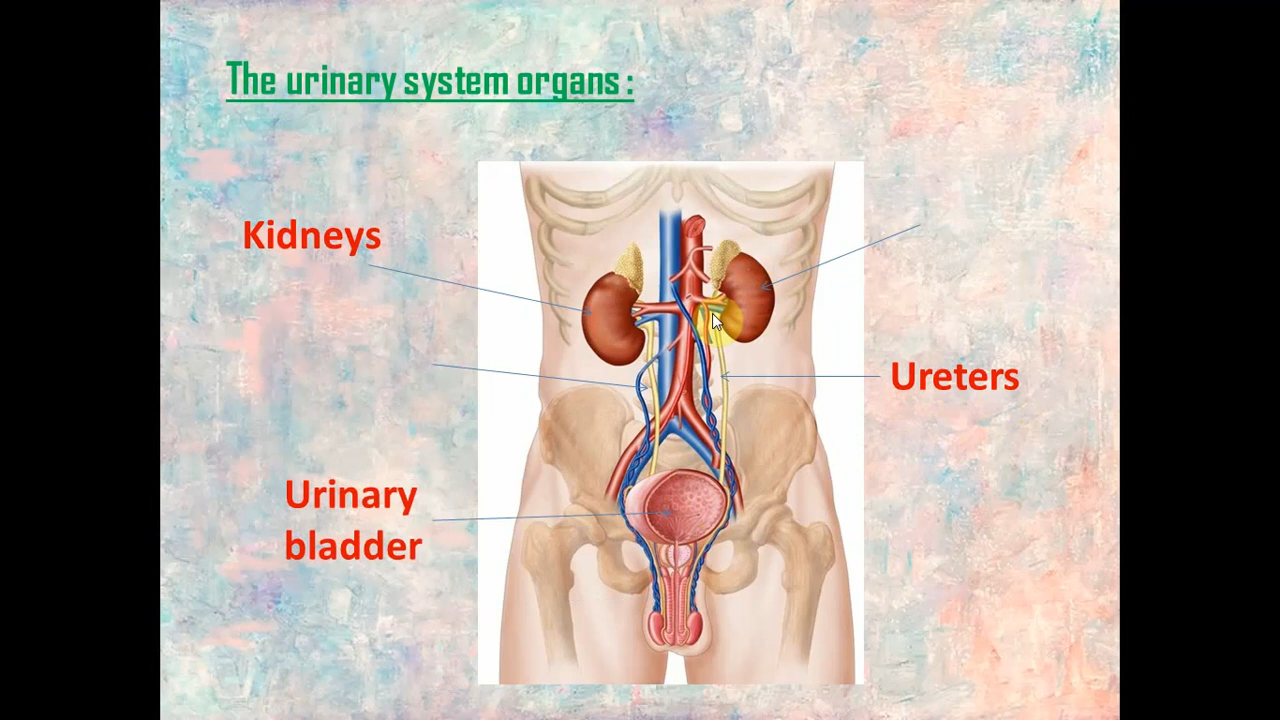 The urinary system organs :
Kidneys
Ureters
Urinary
bladder